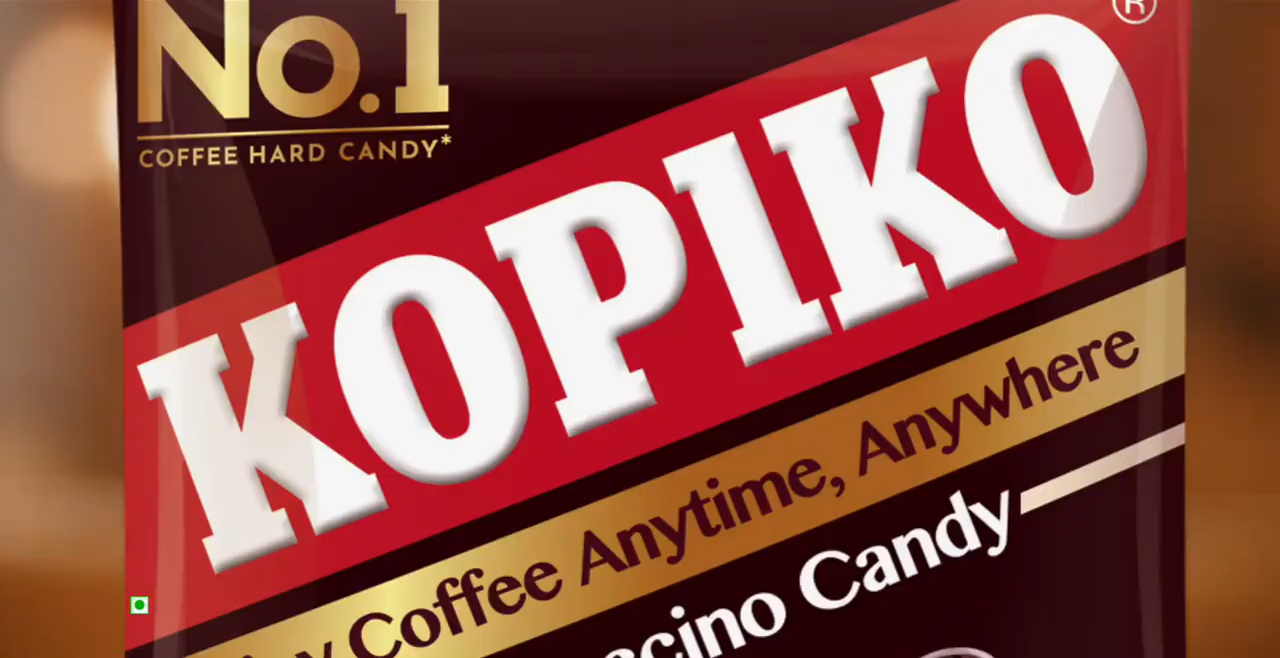 No.1
COFFEE HARD CANDY*
KOPIKO®
Coffee Anytime, Anywhere
Candy